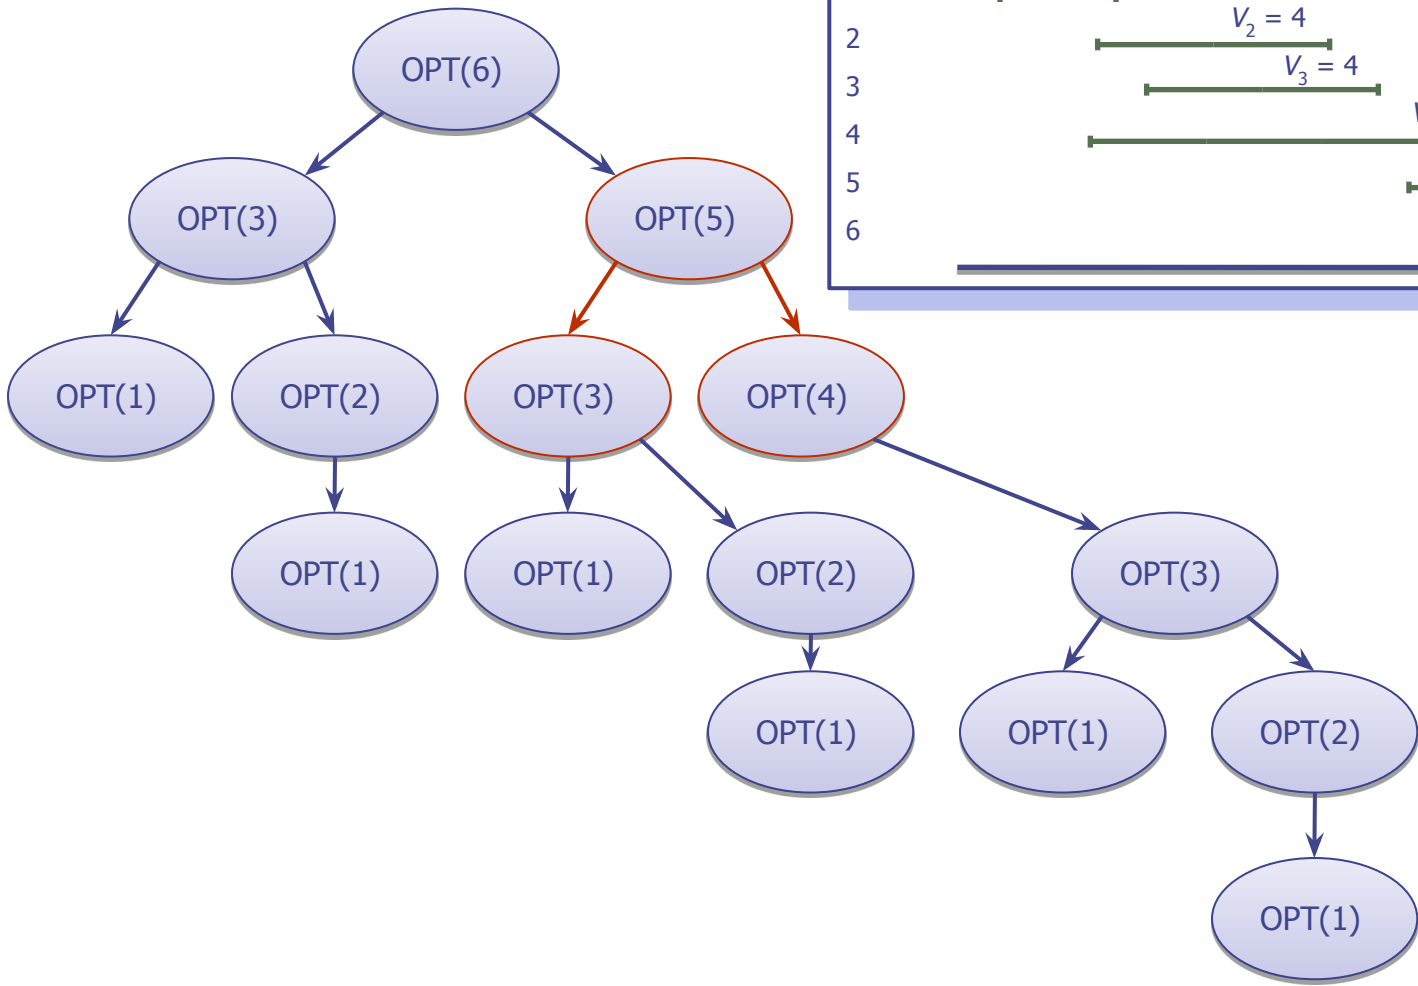 V2 = 4
2
V3 = 4
3
4
5
6
OPT(6)
OPT(3) OPT(5)
OPT(1) OPT(2) OPT(3) OPT(4)
OPT(1) OPT(1) OPT(2) OPT(3)
OPT(1) OPT(1) OPT(2)
OPT(1)